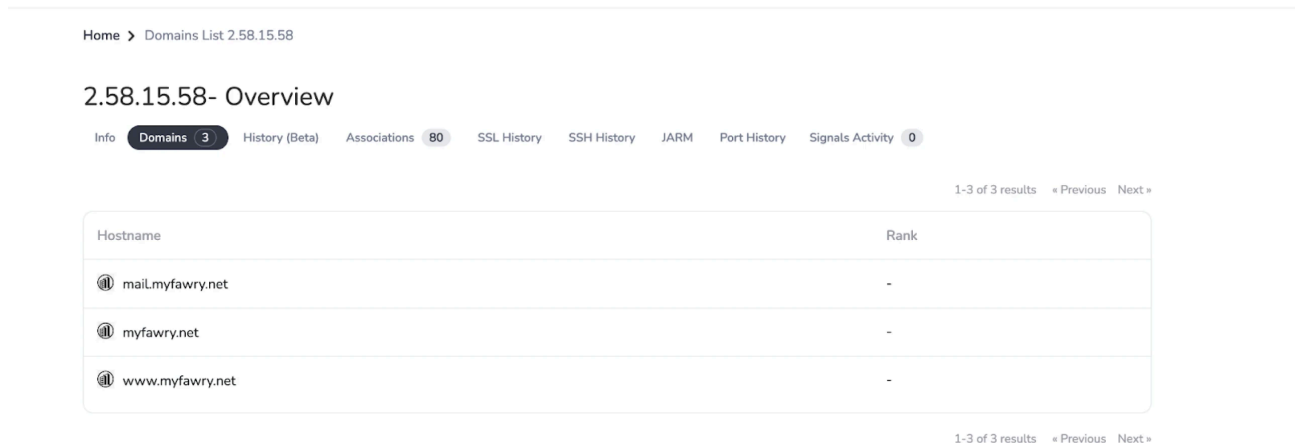 Home > Domains List 2.58.15.58
2.58.15.58- Overview
Info Domains 3 History (Beta) Associations 80 SSL History SSH History JARM Port History Signals Activity 0
1-3 of 3 results « Previous Next »
Hostname Rank
mail.myfawry.net -
myfawry.net -
www.myfawry.net -
1-3 of 3 results « Previous Next »